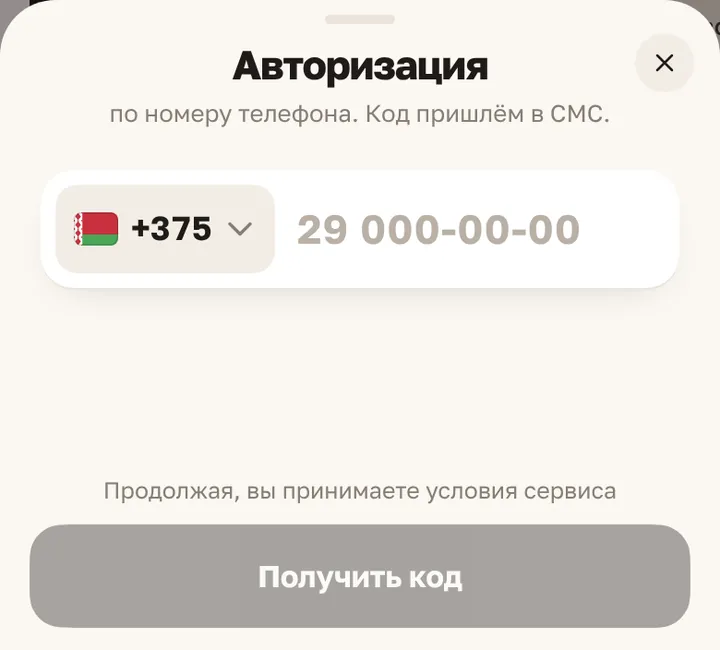 Авторизация
по номеру телефона. Код пришлём в СМС.
+375 29 000-00-00
Продолжая, вы принимаете условия сервиса
Получить код